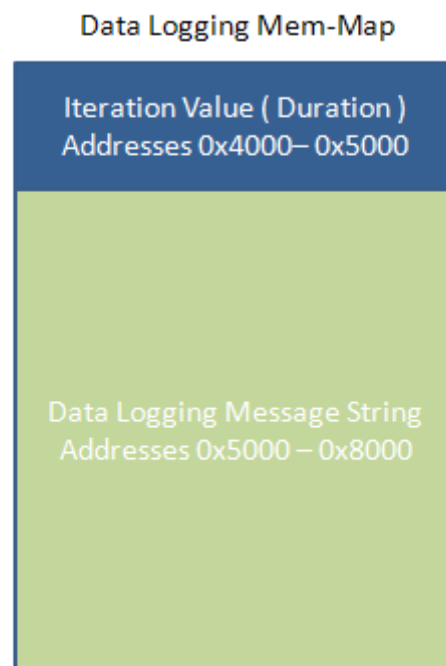 Data Logging Mem-Map
Iteration Value ( Duration )
Addresses 0x4000– 0x5000
Data Logging Message String
Addresses 0x5000 – 0x8000